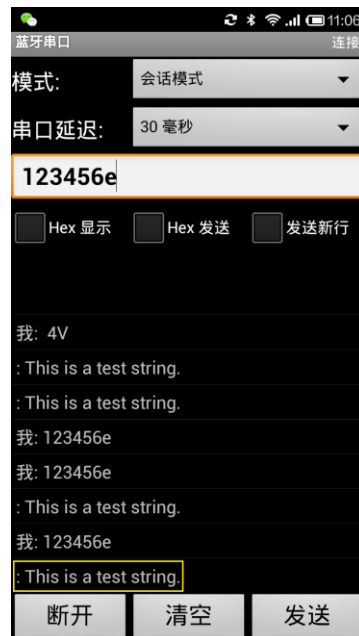 11:06
蓝牙串口 连接
模式: 会话模式
串口延迟: 30 毫秒
123456e
Hex 显示 Hex 发送 发送新行
我: 4V
: This is a test string.
: This is a test string.
我: 123456e
我: 123456e
: This is a test string.
我: 123456e
: This is a test string.
断开 清空 发送